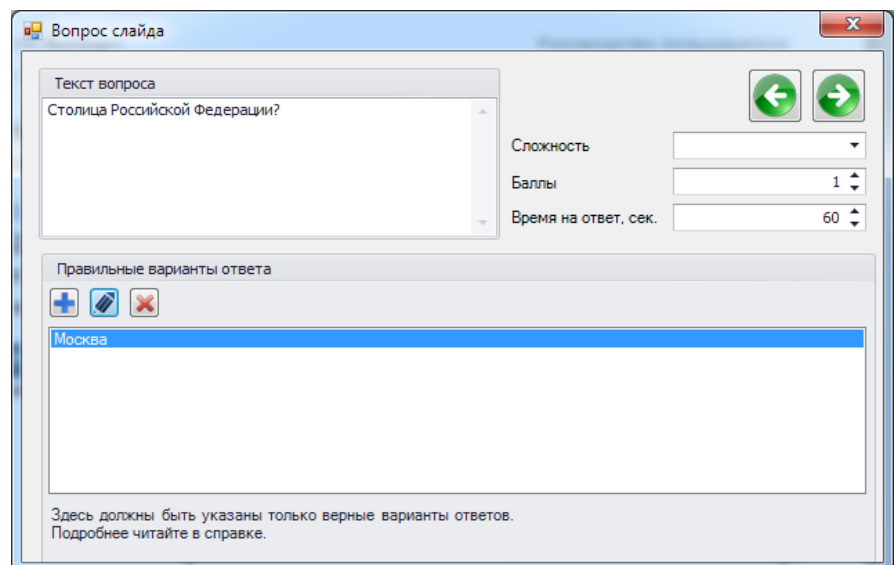 Вопрос слайда
Текст вопроса
Столица Российской Федерации?
Сложность
Баллы 1
Время на ответ, сек. 60
Правильные варианты ответа
Москва
Здесь должны быть указаны только верные варианты ответов.
Подробнее читайте в справке.